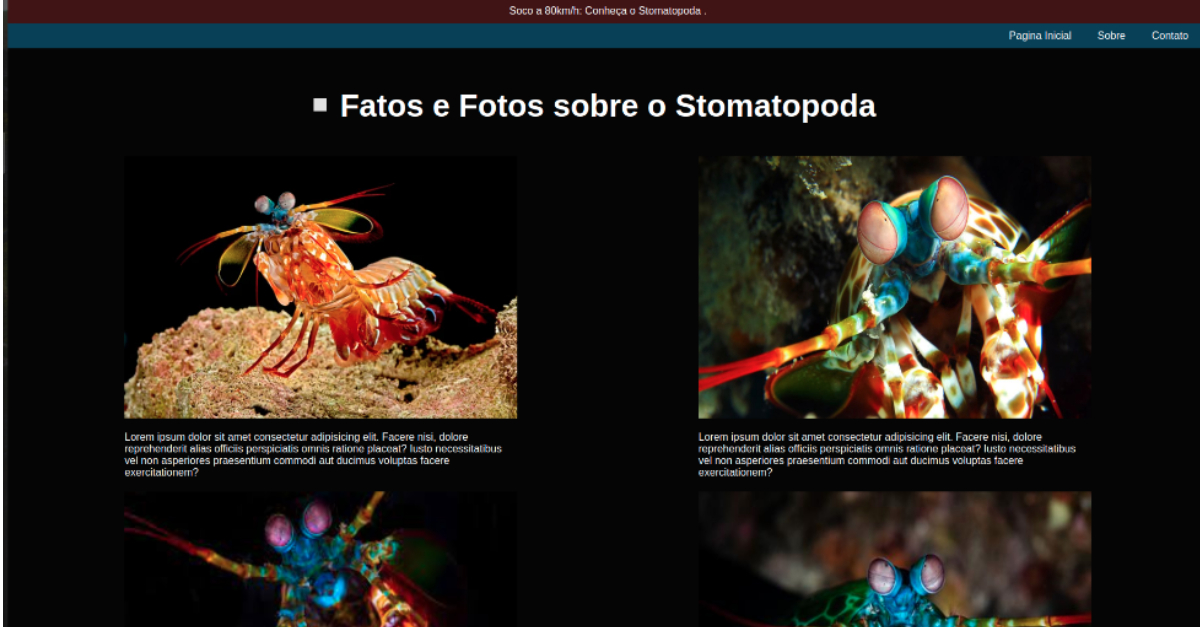 Soco a 80km/h: Conheça o Stomatopoda .
Pagina Inicial Sobre Contato
Fatos e Fotos sobre o Stomatopoda
Lorem ipsum dolor sit amet consectetur adipisicing elit. Facere nisi, dolore
reprehenderit alias officiis perspiciatis omnis ratione placeat? Iusto necessitatibus
vel non asperiores praesentium commodi aut ducimus voluptas facere
exercitationem?
Lorem ipsum dolor sit amet consectetur adipisicing elit. Facere nisi, dolore
reprehenderit alias officiis perspiciatis omnis ratione placeat? Iusto necessitatibus
vel non asperiores praesentium commodi aut ducimus voluptas facere
exercitationem?